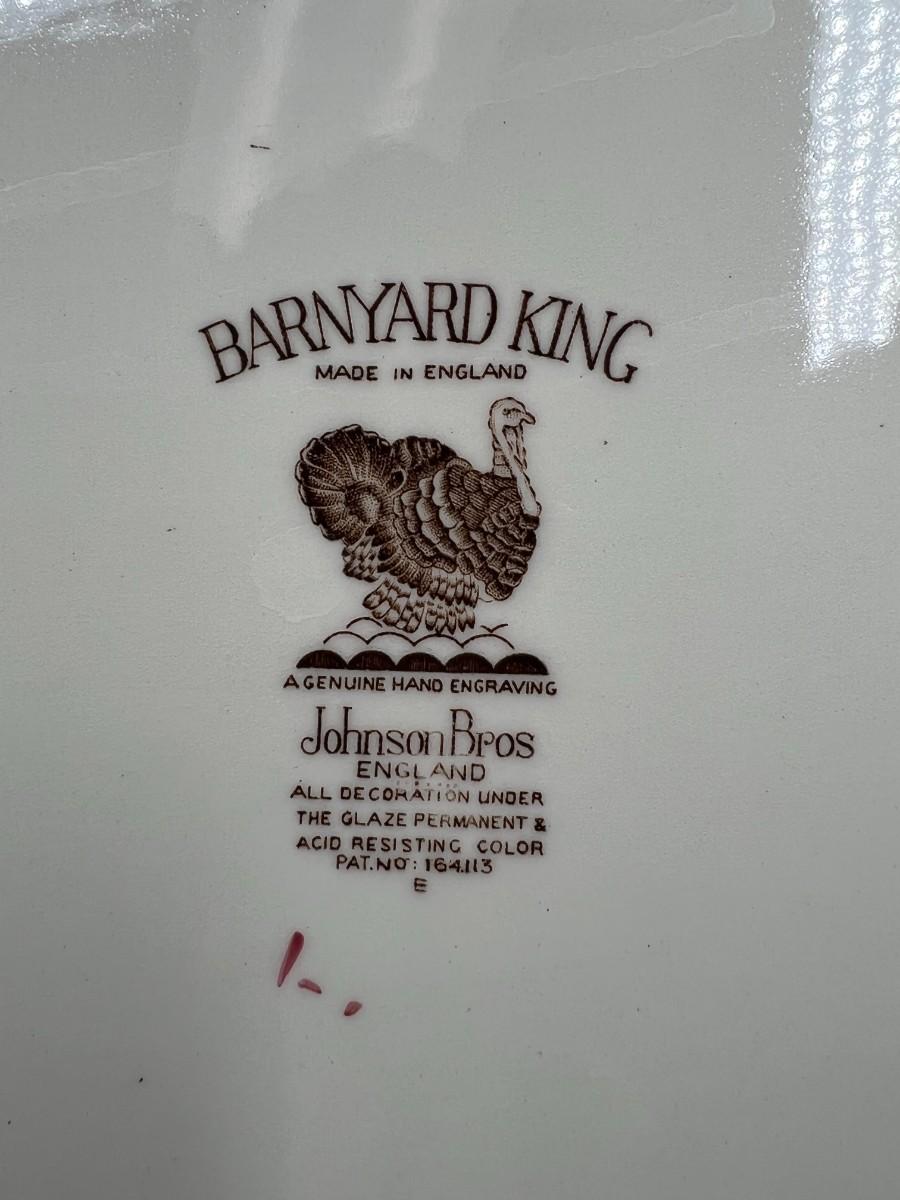 BARNYARD KING
MADE IN ENGLAND
A GENUINE HAND ENGRAVING
Johnson Bros
ENGLAND
ALL DECORATION UNDER
THE GLAZE PERMANENT &
ACID RESISTING COLOR
PAT. NO: 164113
E